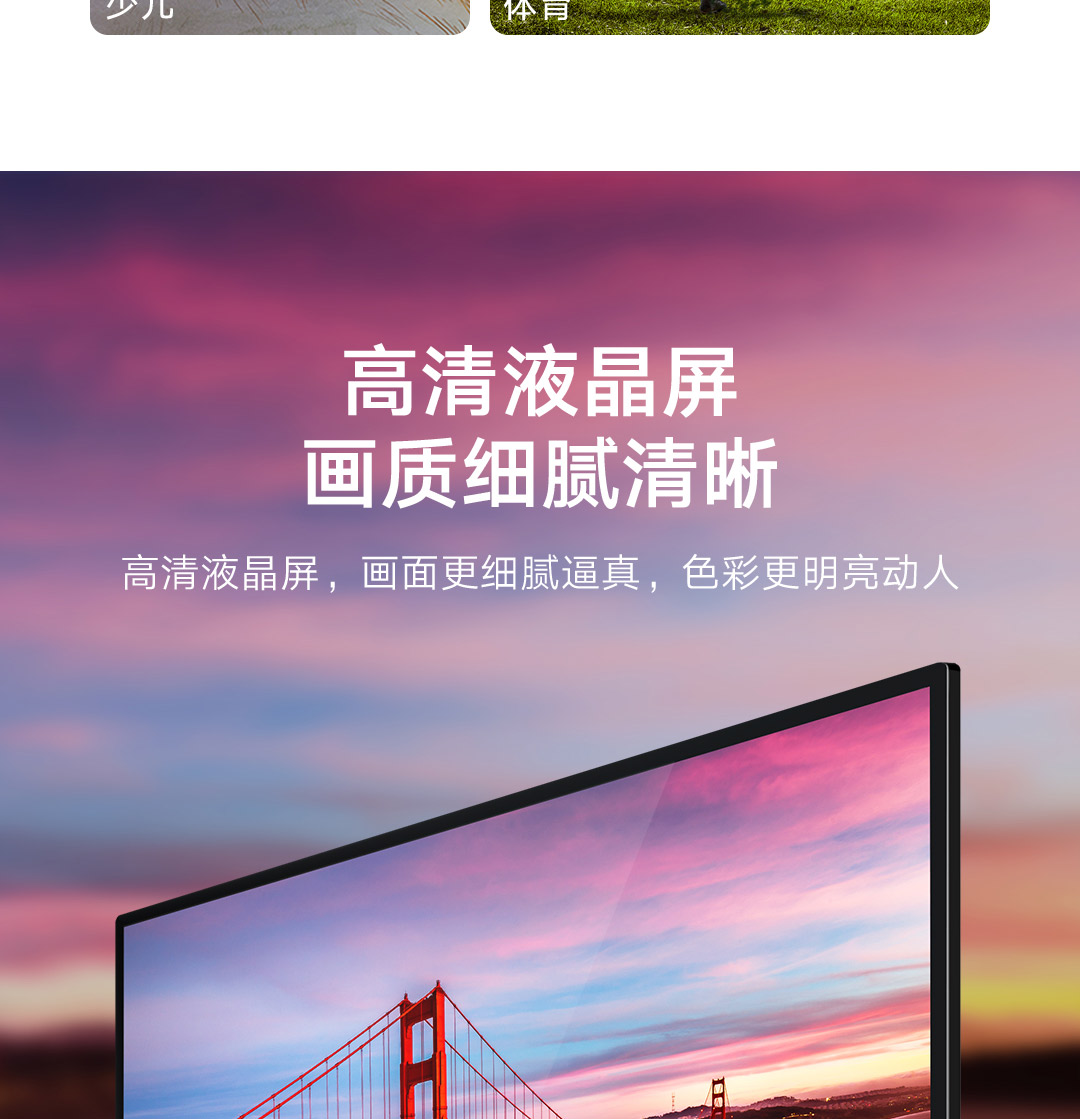 少儿
体育
高清液晶屏
画质细腻清晰
高清液晶屏，画面更细腻逼真，色彩更明亮动人